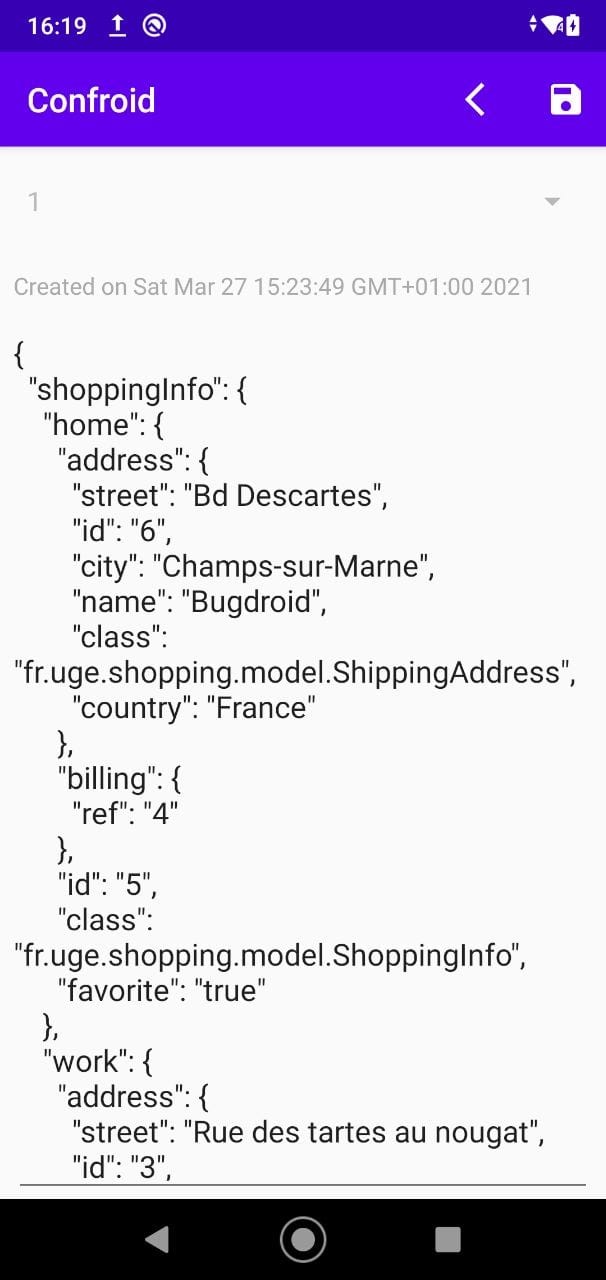 16:19
Confroid
1
Created on Sat Mar 27 15:23:49 GMT+01:00 2021
{
"shoppingInfo": {
"home": {
"address": {
"street": "Bd Descartes",
"id": "6",
"city": "Champs-sur-Marne",
"name": "Bugdroid",
"class":
"fr.uge.shopping.model.ShippingAddress",
"country": "France"
},
"billing": {
"ref": "4"
},
"id": "5",
"class":
"fr.uge.shopping.model.ShoppingInfo",
"favorite": "true"
},
"work": {
"address": {
"street": "Rue des tartes au nougat",
"id": "3",